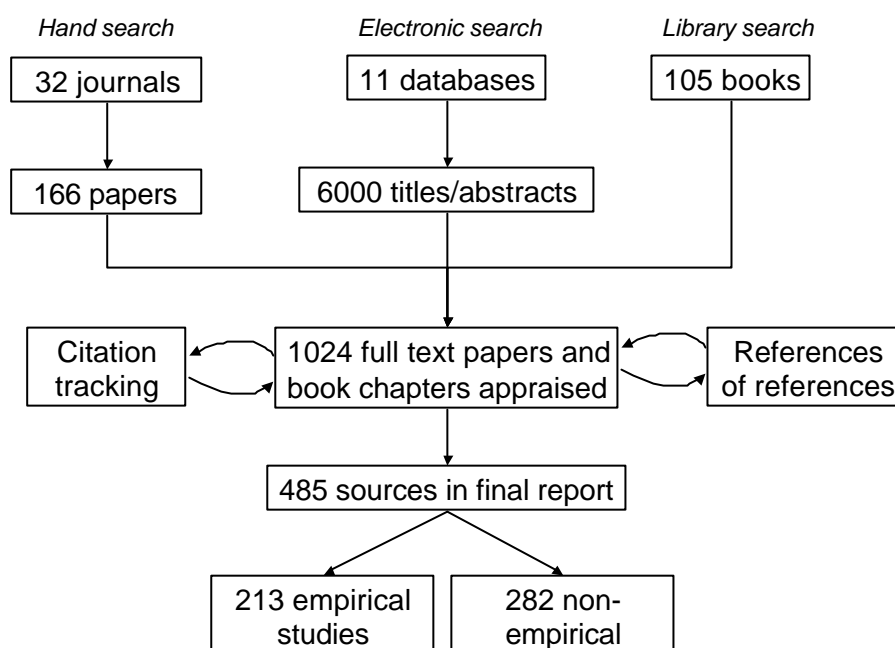 Hand search
Electronic search
Library search
32 journals
11 databases
105 books
166 papers
6000 titles/abstracts
Citation
tracking
1024 full text papers and
book chapters appraised
References
of references
485 sources in final report
213 empirical
studies
282 non-
empirical